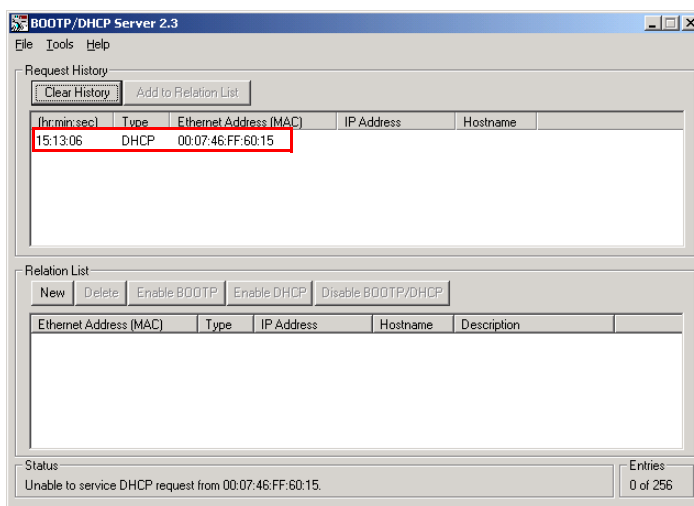 BOOTP/DHCP Server 2.3
File Tools Help
Request History
Clear History Add to Relation List
(hr:min:sec) Type Ethernet Address (MAC) IP Address Hostname
15:13:06 DHCP 00:07:46:FF:60:15
Relation List
New Delete Enable BOOTP Enable DHCP Disable BOOTP/DHCP
Ethernet Address (MAC) Type IP Address Hostname Description
Status
Unable to service DHCP request from 00:07:46:FF:60:15.
Entries
0 of 256